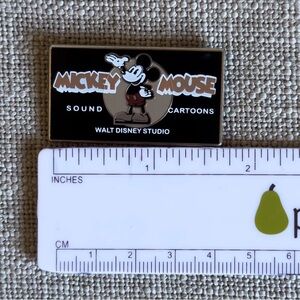 MICKEY MOUSE
SOUND CARTOONS
WALT DISNEY STUDIO
1 2
INCHES
p
CM
1 2 3 4 5 6